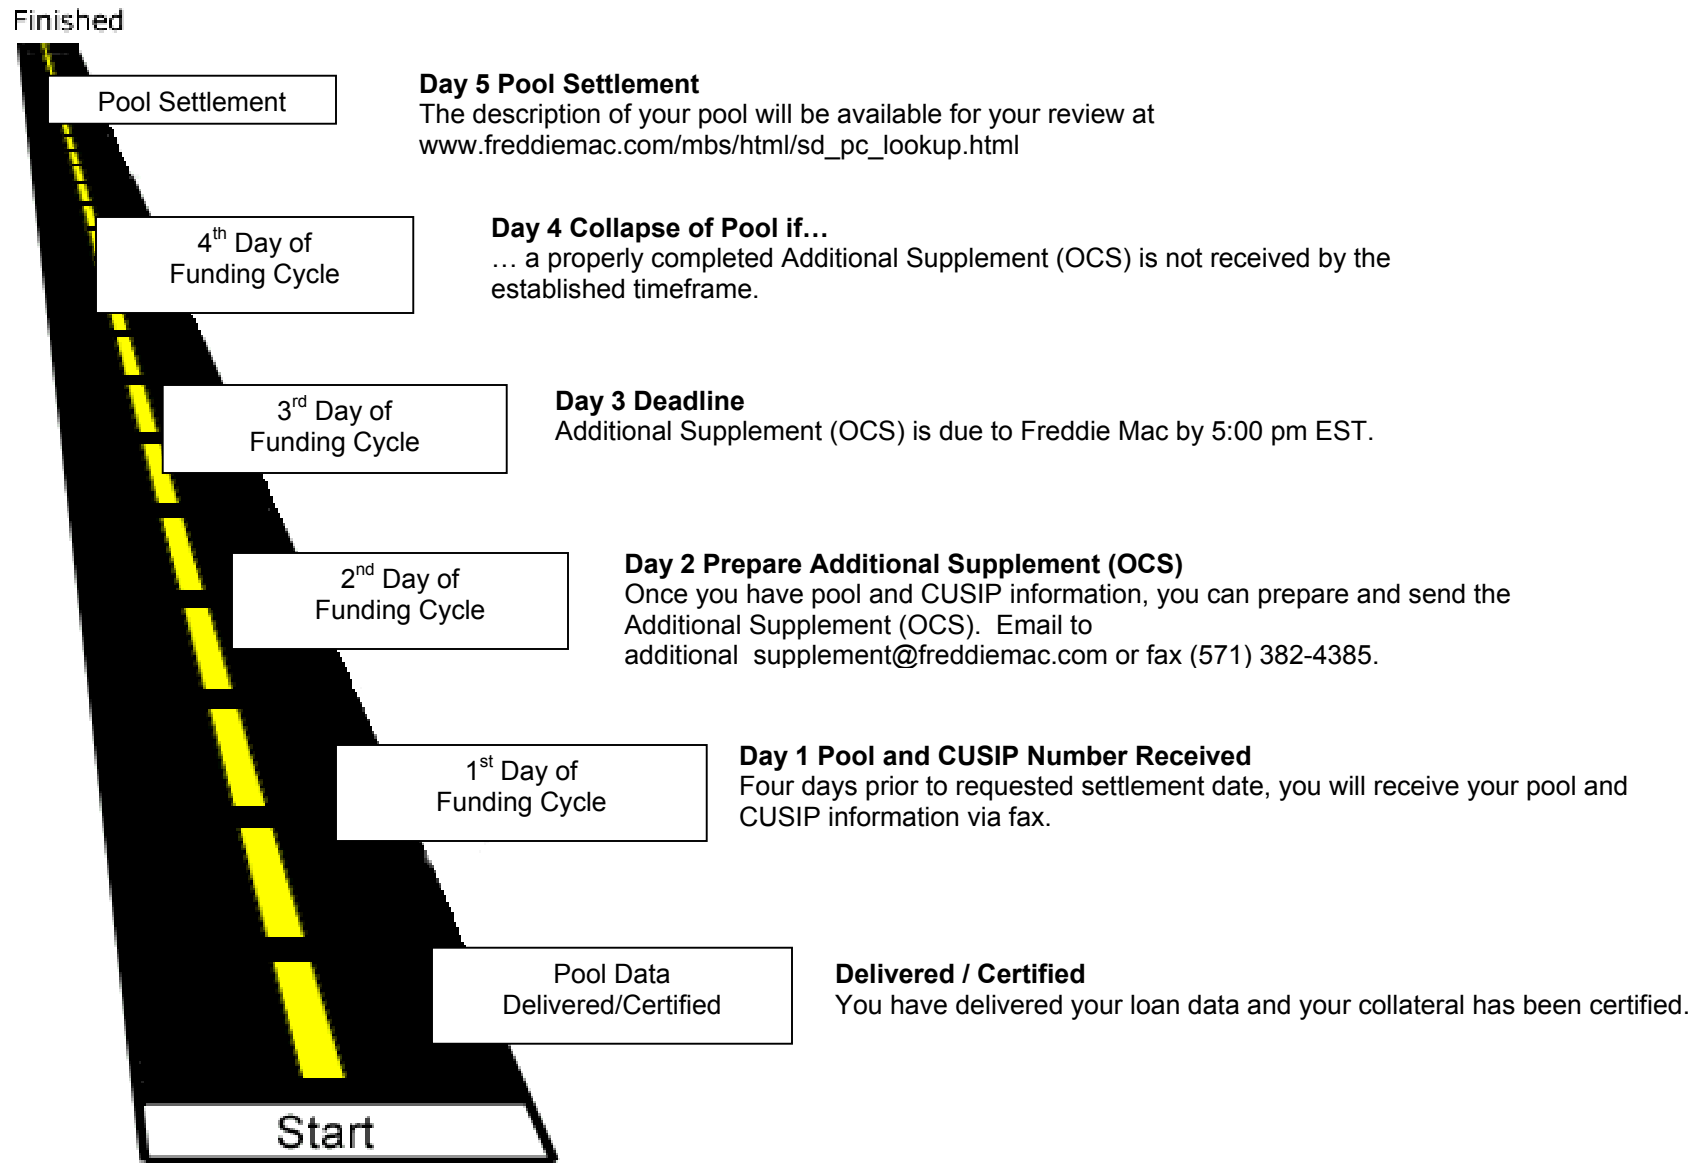 Finished
Pool Settlement
Day 5 Pool Settlement
The description of your pool will be available for your review at
www.freddiemac.com/mbs/html/sd_pc_lookup.html
4th Day of
Funding Cycle
Day 4 Collapse of Pool if…
… a properly completed Additional Supplement (OCS) is not received by the
established timeframe.
3rd Day of
Funding Cycle
Day 3 Deadline
Additional Supplement (OCS) is due to Freddie Mac by 5:00 pm EST.
2nd Day of
Funding Cycle
Day 2 Prepare Additional Supplement (OCS)
Once you have pool and CUSIP information, you can prepare and send the
Additional Supplement (OCS).  Email to
additional  supplement@freddiemac.com or fax (571) 382-4385.
1st Day of
Funding Cycle
Day 1 Pool and CUSIP Number Received
Four days prior to requested settlement date, you will receive your pool and
CUSIP information via fax.
Pool Data
Delivered/Certified
Delivered / Certified
You have delivered your loan data and your collateral has been certified.
Start